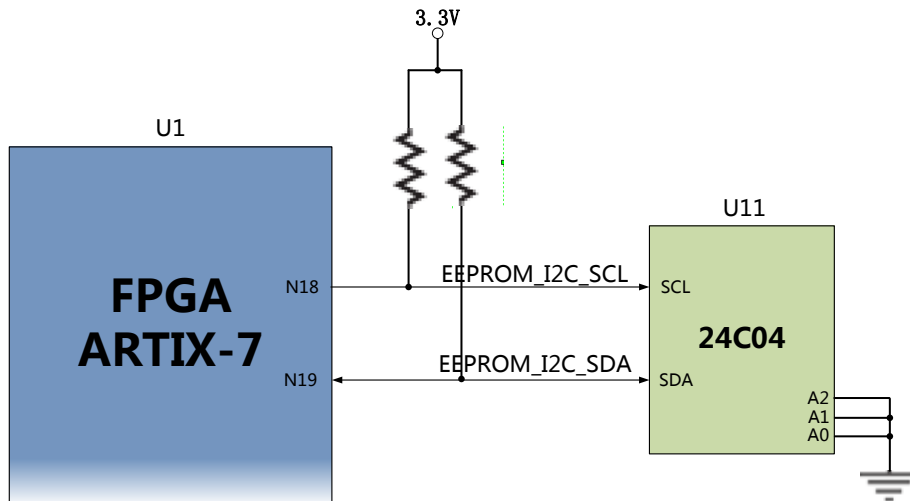 3.3V
U1
U11
FPGA
ARTIX-7
N18
EEPROM_I2C_SCL
SCL
24C04
N19
EEPROM_I2C_SDA
SDA
A2
A1
A0